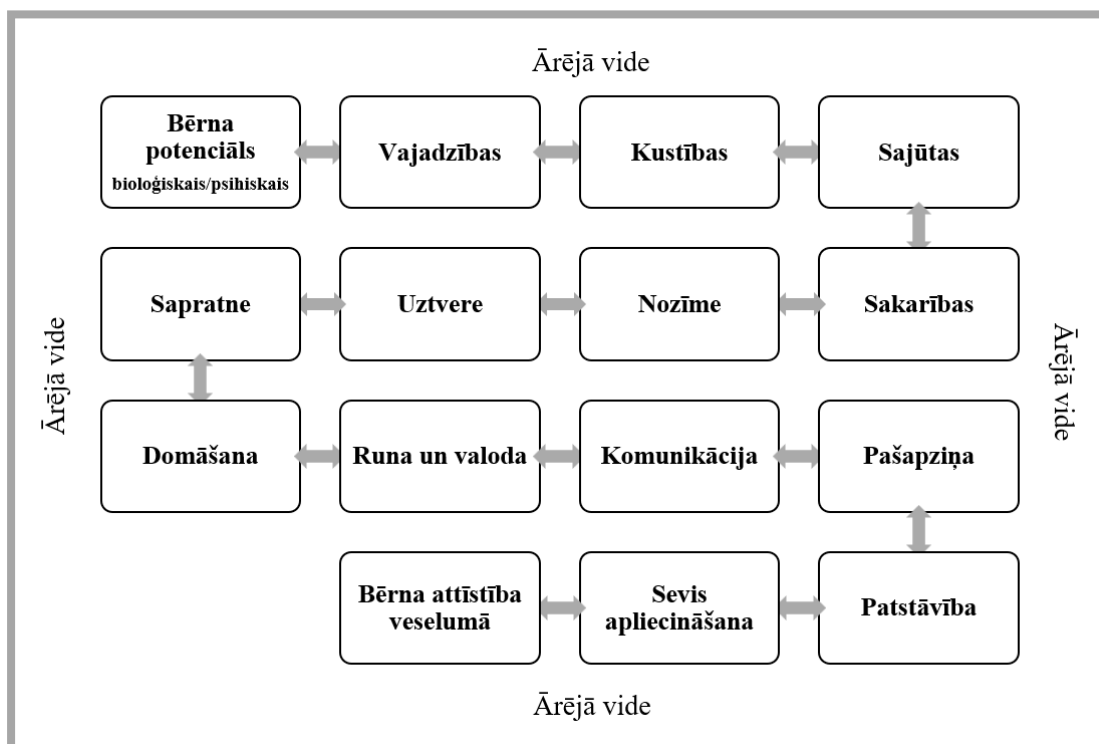 Ārējā vide
Bērna
potenciāls
bioloģiskais/psihiskais
Vajadzības
Kustības
Sajūtas
Ārējā vide
Sapratne
Uztvere
Nozīme
Sakarības
Ārējā vide
Domāšana
Runa un valoda
Komunikācija
Pašapziņa
Bērna attīstība
veselumā
Sevis
apliecināšana
Patstāvība
Ārējā vide